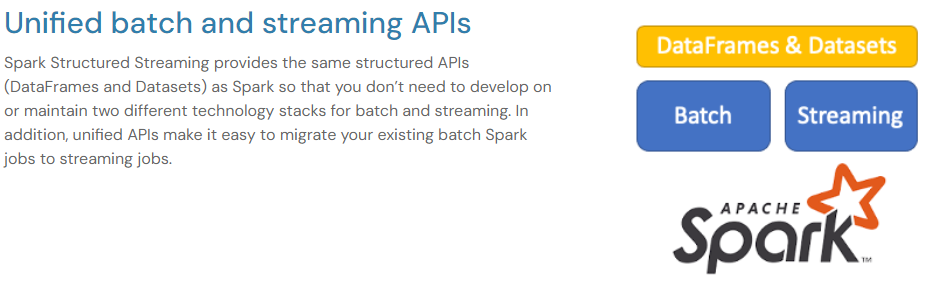 Unified batch and streaming APIs
Spark Structured Streaming provides the same structured APIs
(DataFrames and Datasets) as Spark so that you don’t need to develop on
or maintain two different technology stacks for batch and streaming. In
addition, unified APIs make it easy to migrate your existing batch Spark
jobs to streaming jobs.
DataFrames & Datasets
Batch
Streaming
APACHE
Spark™